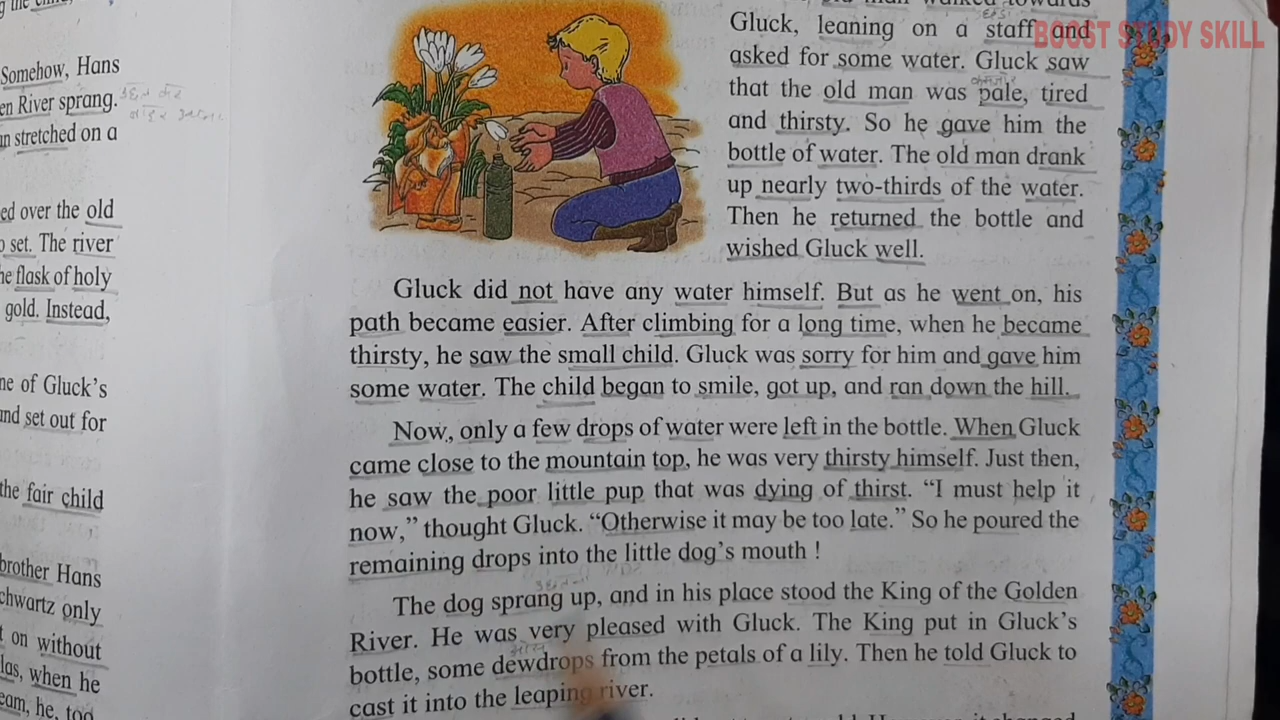 Somehow, Hans
en River sprang.
an stretched on a
ed over the old
o set. The river
he flask of holy
gold. Instead,
ne of Gluck's
and set out for
the fair child
brother Hans
chwartz only
t on without
las, when he
eam, he, too
old man walked towards
Gluck, leaning on a staff and
asked for some water. Gluck saw
that the old man was pale, tired
and thirsty. So he gave him the
bottle of water. The old man drank
up nearly two-thirds of the water.
Then he returned the bottle and
wished Gluck well.
Gluck did not have any water himself. But as he went on, his
path became easier. After climbing for a long time, when he became
thirsty, he saw the small child. Gluck was sorry for him and gave him
some water. The child began to smile, got up, and ran down the hill.
Now, only a few drops of water were left in the bottle. When Gluck
came close to the mountain top, he was very thirsty himself. Just then,
he saw the poor little pup that was dying of thirst. “I must help it
now,” thought Gluck. “Otherwise it may be too late.” So he poured the
remaining drops into the little dog's mouth !
The dog sprang up, and in his place stood the King of the Golden
River. He was very pleased with Gluck. The King put in Gluck's
bottle, some dewdrops from the petals of a lily. Then he told Gluck to
cast it into the leaping river.
BOOST STUDY SKILL